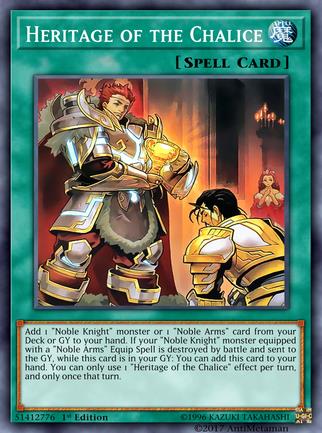 Heritage of the Chalice
[Spell Card]
Add 1 "Noble Knight" monster or 1 "Noble Arms" card from your
Deck or GY to your hand. If your "Noble Knight" monster equipped
with a "Noble Arms" Equip Spell is destroyed by battle and sent to
the GY, while this card is in your GY: You can add this card to your
hand. You can only use 1 "Heritage of the Chalice" effect per turn,
and only once that turn.
51412776 1st Edition ©1996 KAZUKI TAKAHASHI
©2017 AntiMetaman